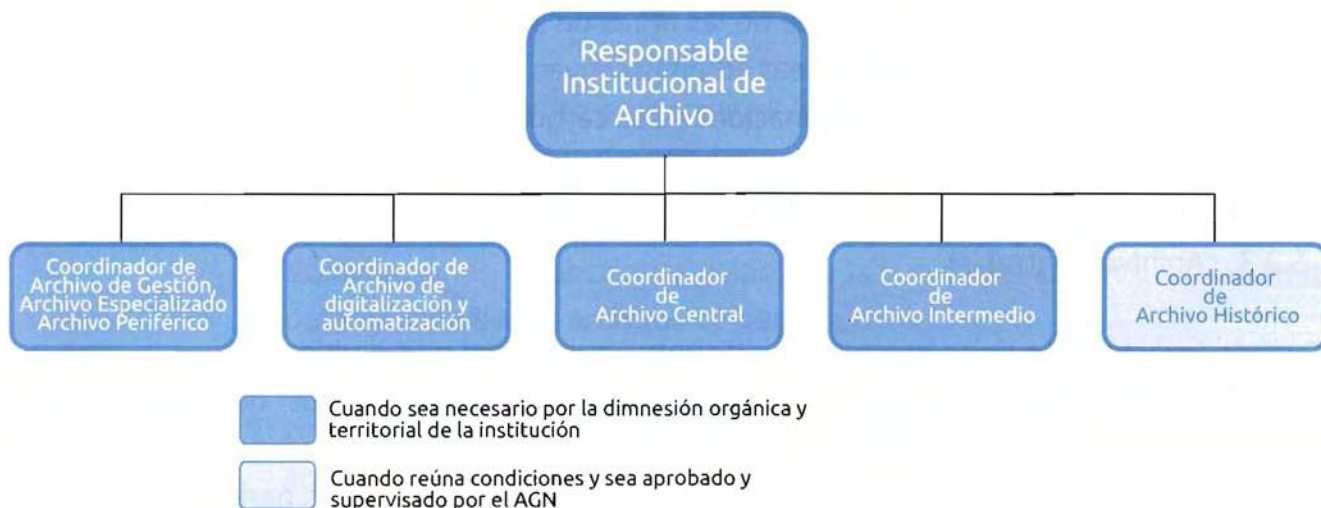 Responsable
Institucional de
Archivo
Coordinador de
Archivo de Gestión,
Archivo Especializado
Archivo Periférico
Coordinador de
Archivo de
digitalización y
automatización
Coordinador
de
Archivo Central
Coordinador
de
Archivo Intermedio
Coordinador
de
Archivo Histórico
Cuando sea necesario por la dimnesión orgánica y
territorial de la institución
Cuando reúna condiciones y sea aprobado y
supervisado por el AGN